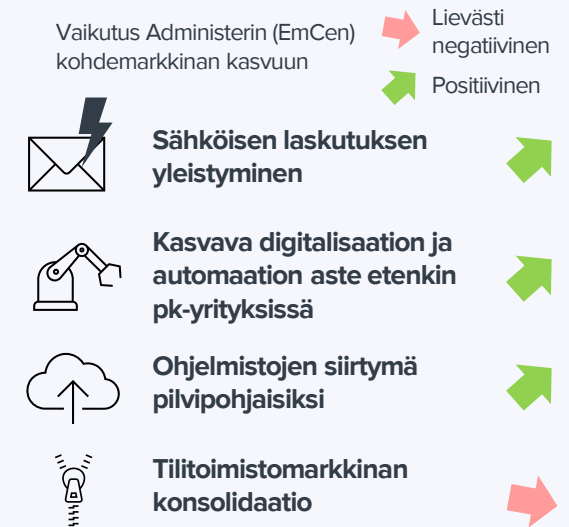 Vaikutus Administerin (EmCen)
kohdemarkkinan kasvuun
Lievästi
negatiivinen
Positiivinen
Sähköisen laskutuksen
yleistyminen
Kasvava digitalisaation ja
automaation aste etenkin
pk-yrityksissä
Ohjelmistojen siirtymä
pilvipohjaisiksi
Tilitoimistomarkkinan
konsolidaatio